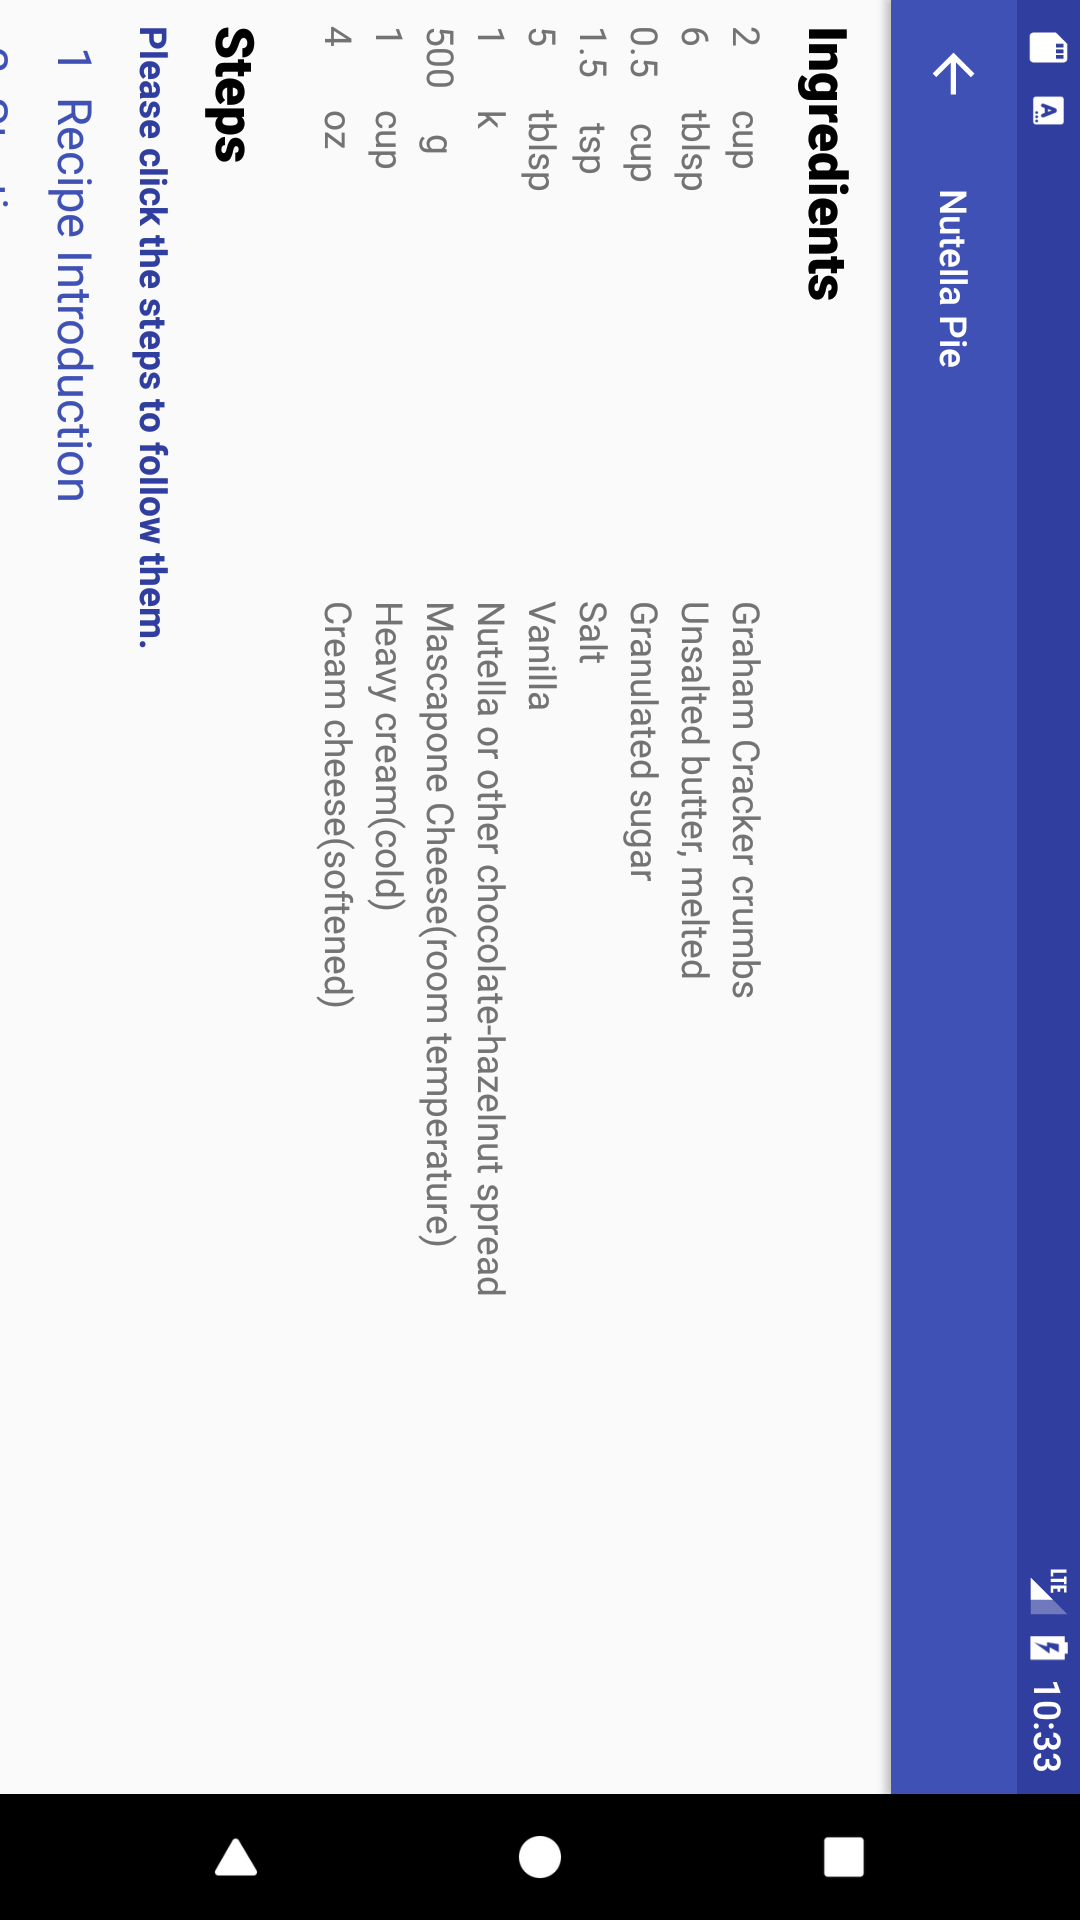 LTE 10:33
Nutella Pie
Ingredients
2 cup Graham Cracker crumbs
6 tblsp Unsalted butter, melted
0.5 cup Granulated sugar
1.5 tsp Salt
5 tblsp Vanilla
1 k Nutella or other chocolate-hazelnut spread
500 g Mascapone Cheese(room temperature)
1 cup Heavy cream(cold)
4 oz Cream cheese(softened)
Steps
Please click the steps to follow them.
1 Recipe Introduction